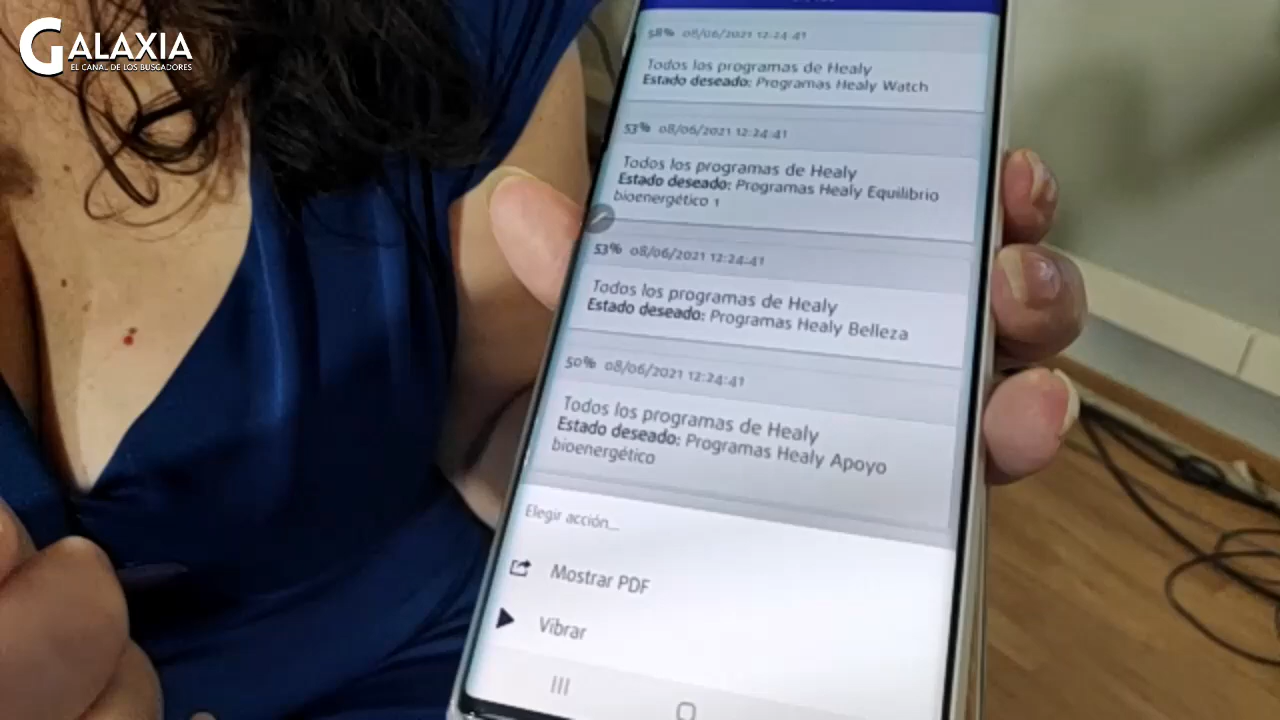 GALAXIA
EL CANAL DE LOS BUSCADORES
58% 08/06/2021 12:24:41
Todos los programas de Healy
Estado deseado: Programas Healy Watch
53% 08/06/2021 12:24:41
Todos los programas de Healy
Estado deseado: Programas Healy Equilibrio
bioenergético 1
53% 08/06/2021 12:24:41
Todos los programas de Healy
Estado deseado: Programas Healy Belleza
50% 08/06/2021 12:24:41
Todos los programas de Healy
Estado deseado: Programas Healy Apoyo
bioenergético
Elegir acción...
Mostrar PDF
Vibrar